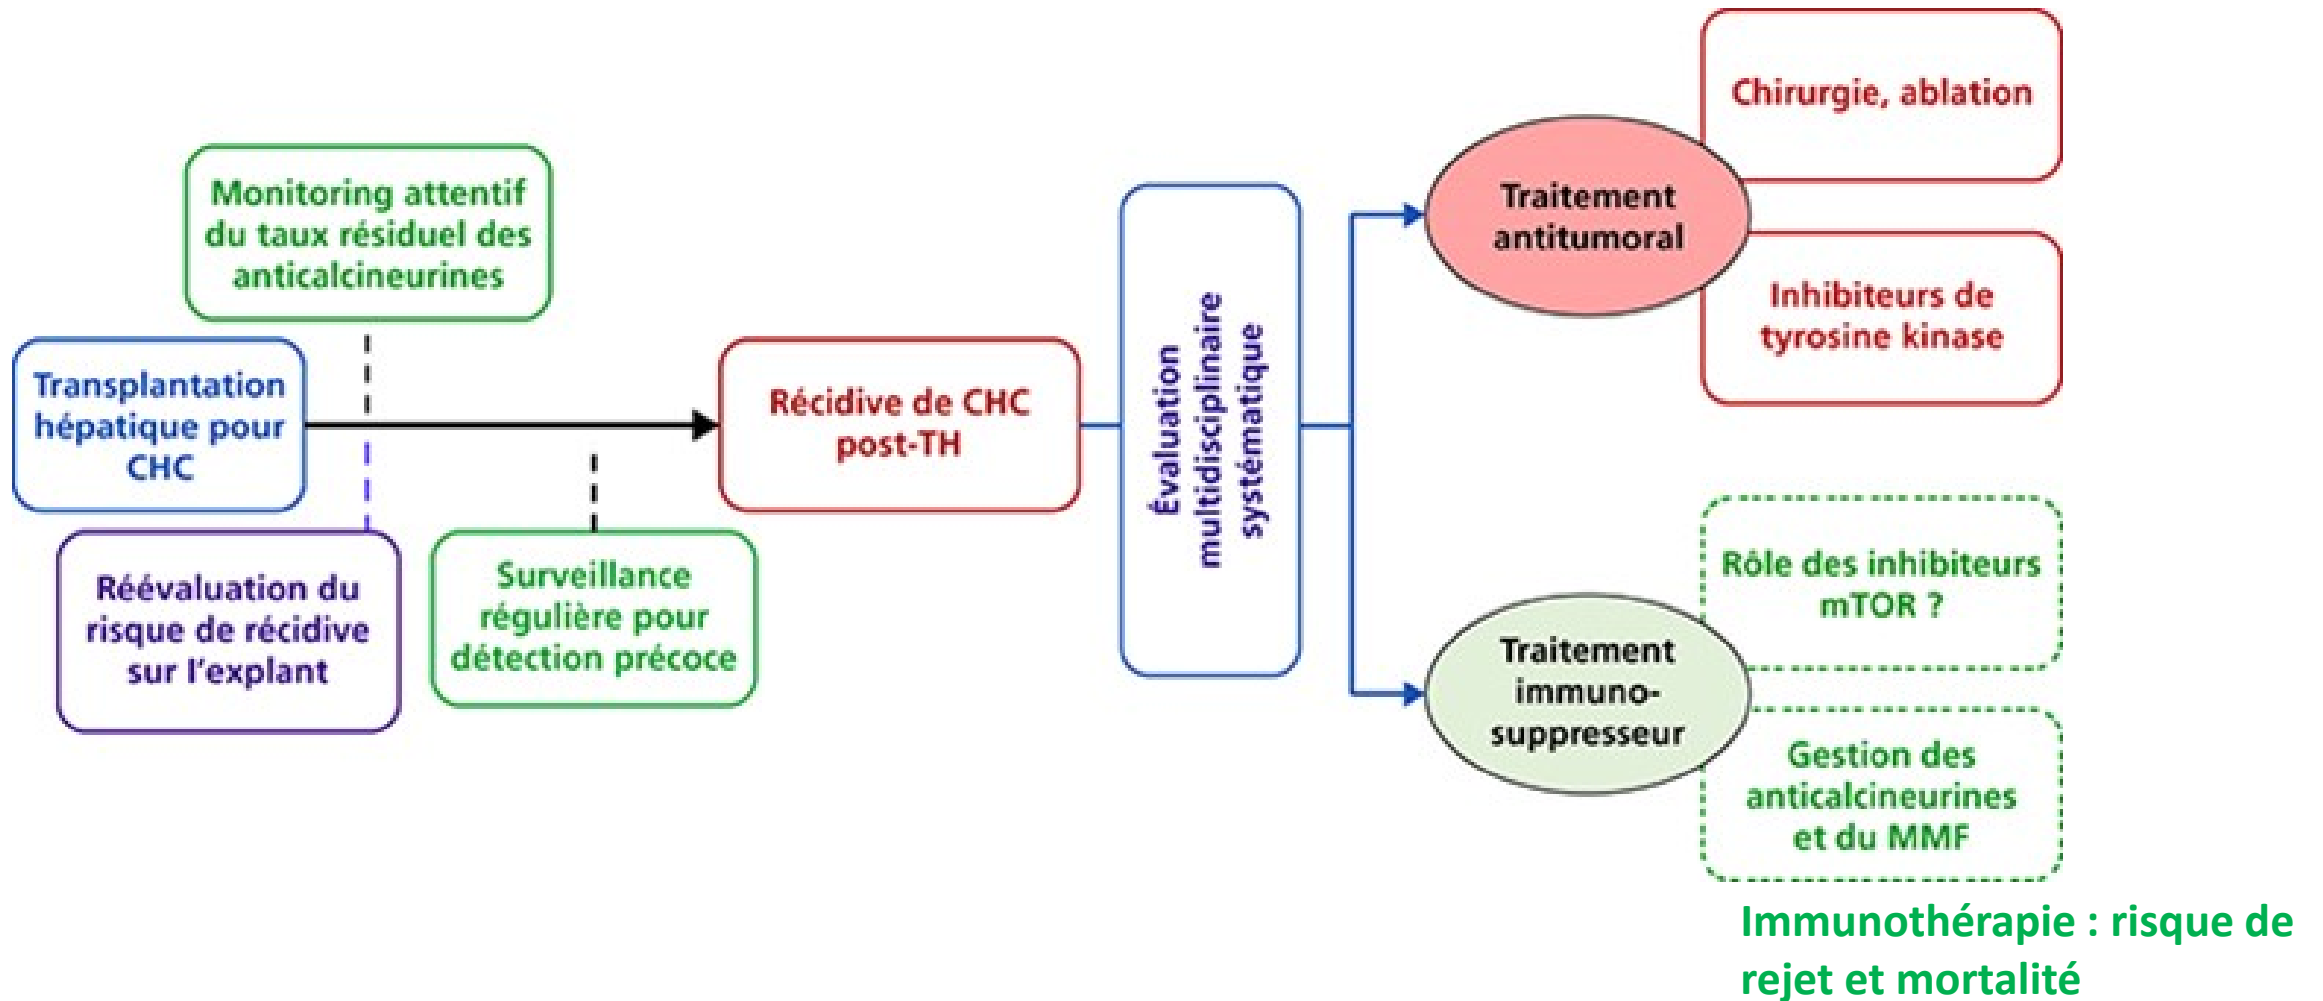 Monitoring attentif
du taux résiduel des
anticalcineurines
Transplantation
hépatique pour
CHC
Réévaluation du
risque de récidive
sur l'explant
Surveillance
régulière pour
détection précoce
Récidive de CHC
post-TH
Évaluation
multidisciplinaire
systématique
Traitement
antitumoral
Chirurgie, ablation
Inhibiteurs de
tyrosine kinase
Traitement
immuno-
suppresseur
Rôle des inhibiteurs
mTOR ?
Gestion des
anticalcineurines
et du MMF
Immunothérapie : risque de
rejet et mortalité